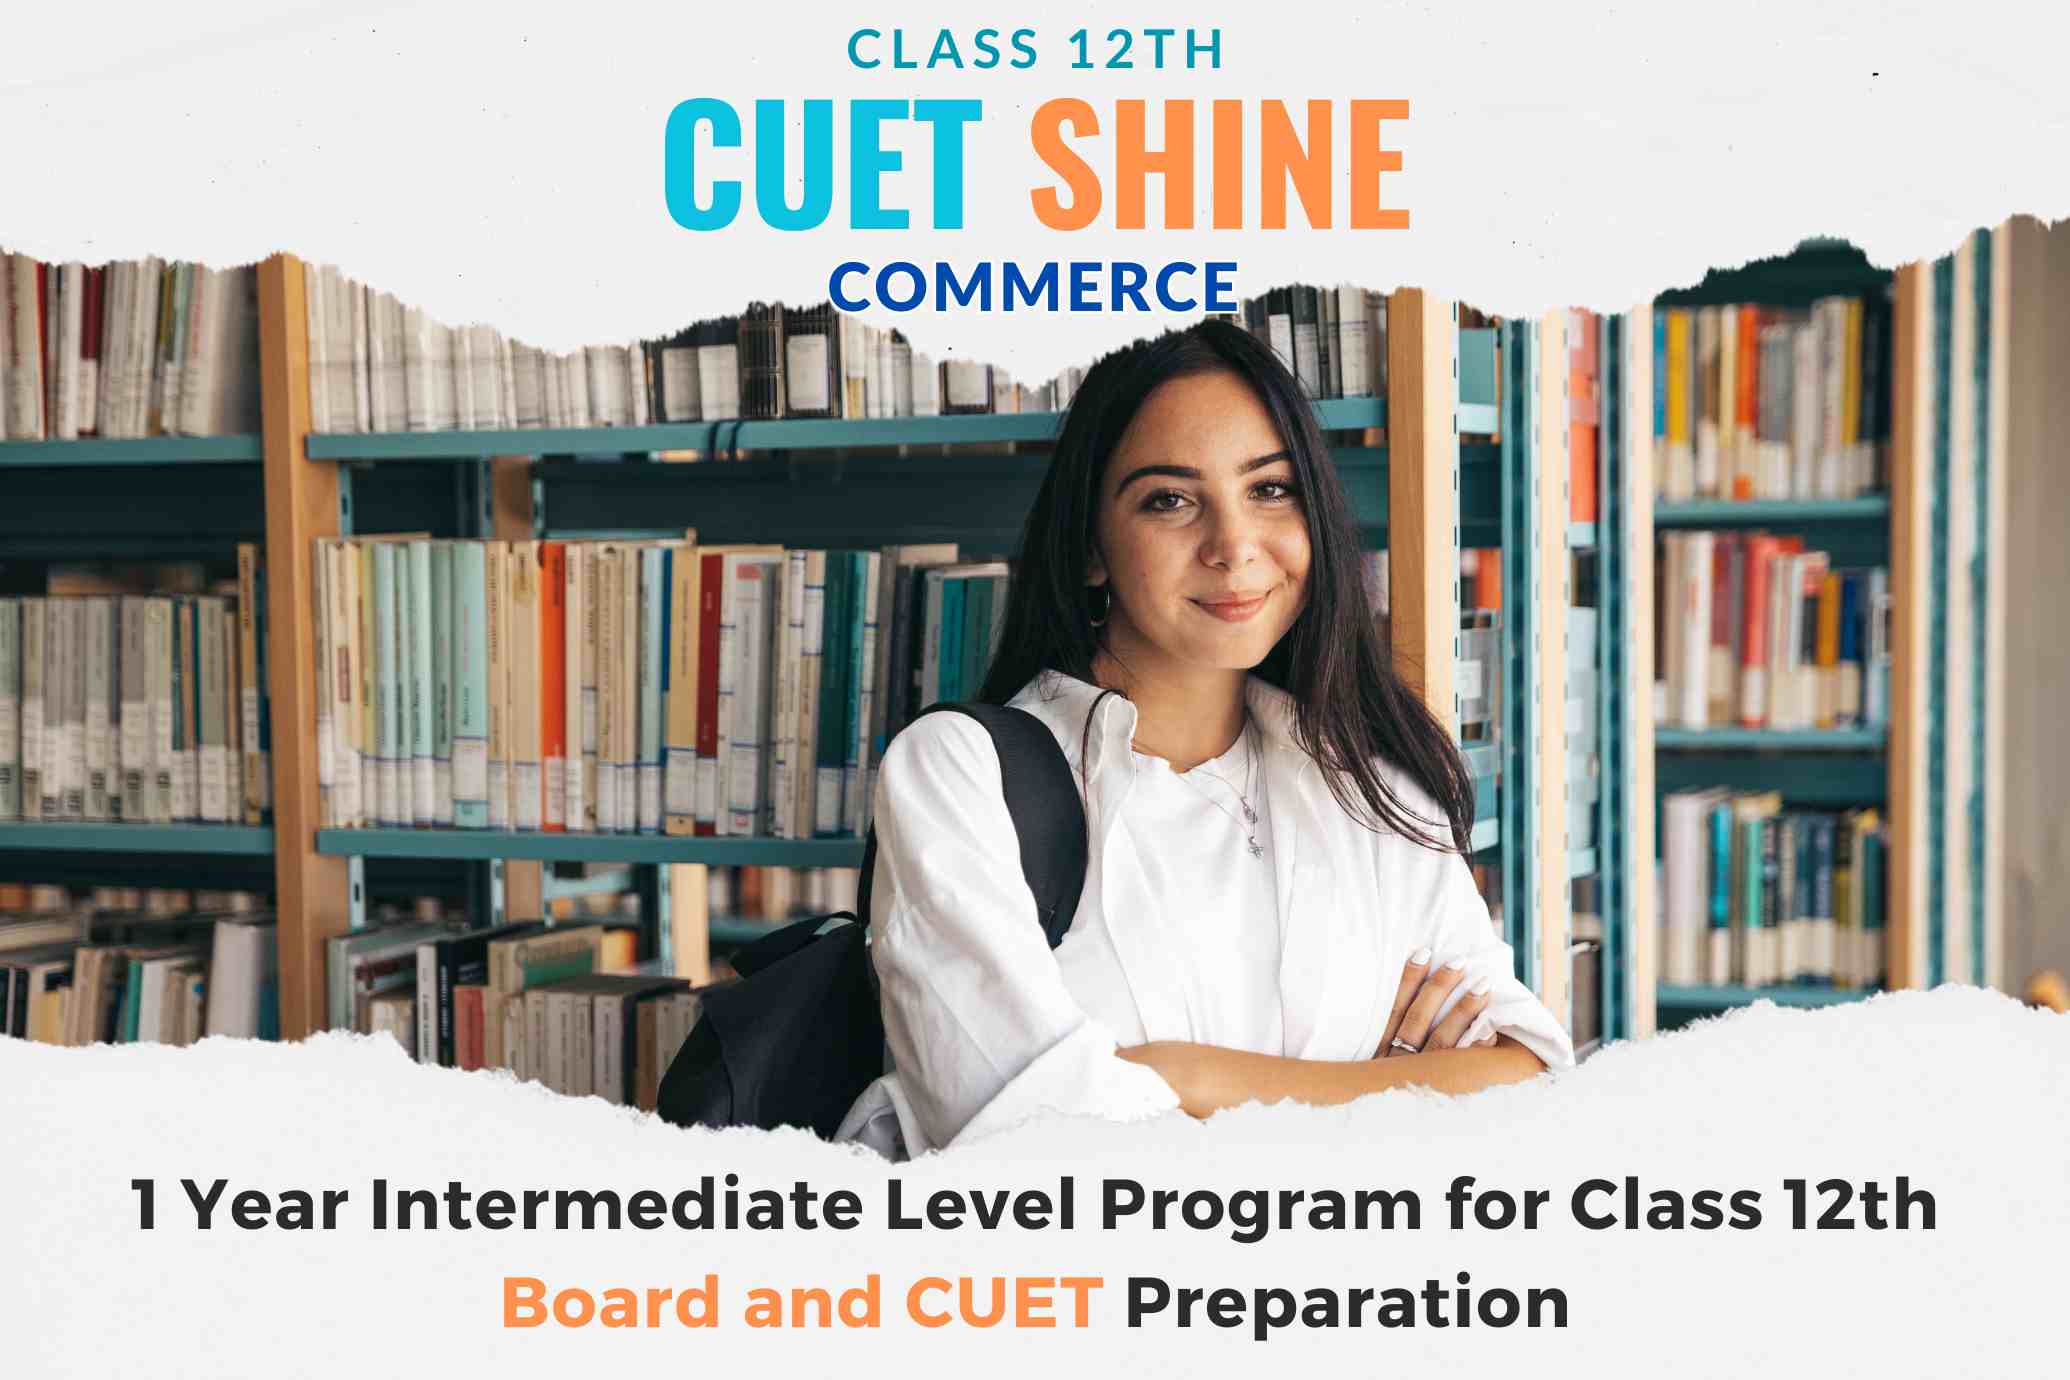 CLASS 12TH
CUET SHINE
COMMERCE
1 Year Intermediate Level Program for Class 12th
Board and CUET Preparation